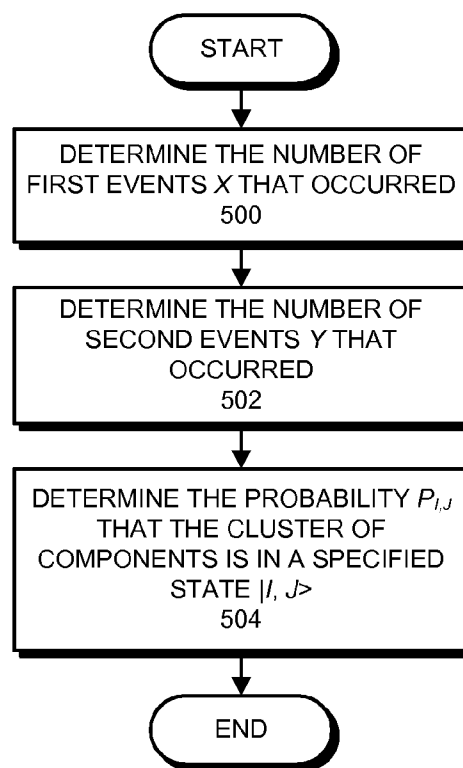 START
DETERMINE THE NUMBER OF
FIRST EVENTS X THAT OCCURRED
500
DETERMINE THE NUMBER OF
SECOND EVENTS Y THAT
OCCURRED
502
DETERMINE THE PROBABILITY P_{I,J}
THAT THE CLUSTER OF
COMPONENTS IS IN A SPECIFIED
STATE |I, J>
504
END